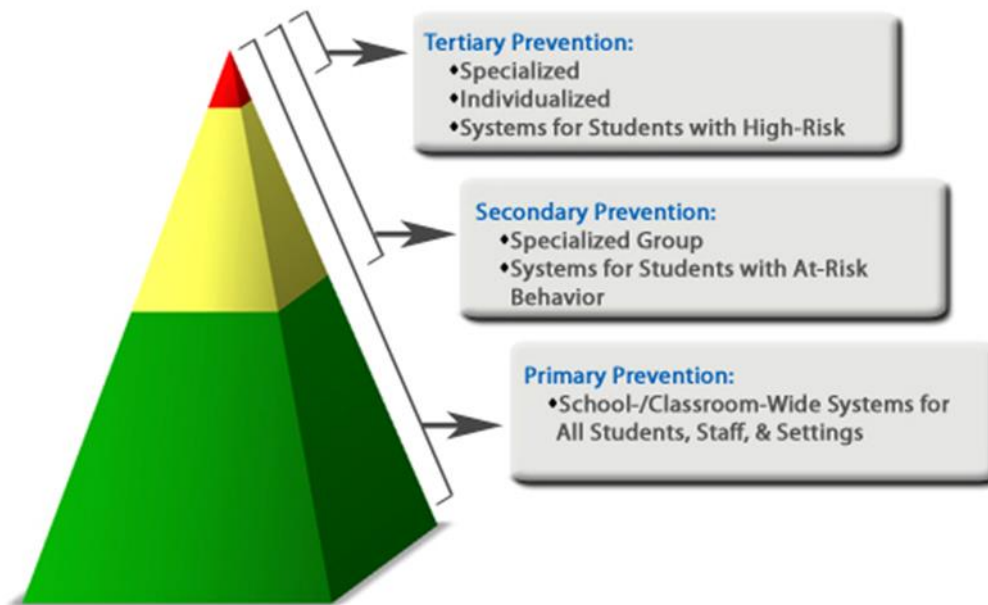 Tertiary Prevention:
♦Specialized
♦Individualized
♦Systems for Students with High-Risk
Secondary Prevention:
♦Specialized Group
♦Systems for Students with At-Risk
Behavior
Primary Prevention:
♦School-/Classroom-Wide Systems for
All Students, Staff, & Settings